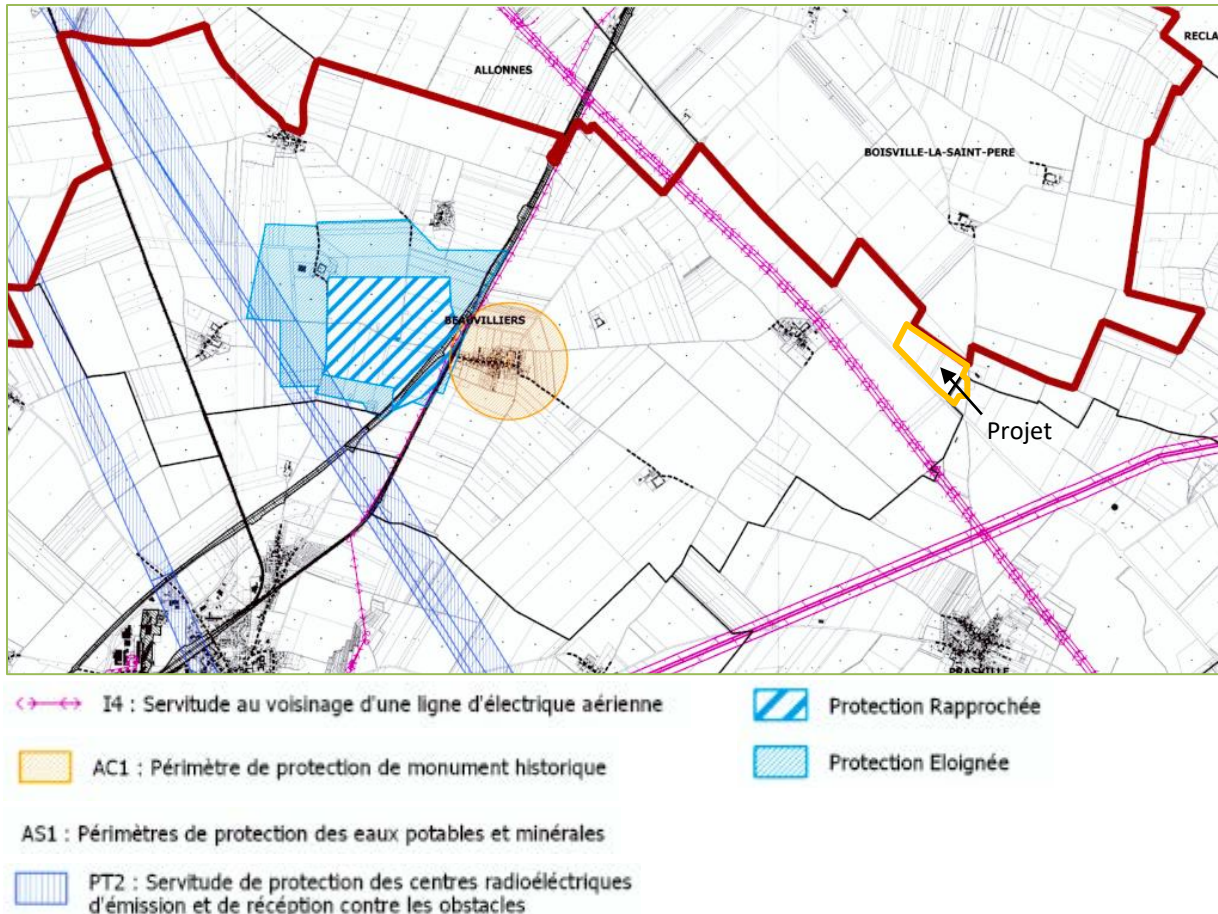 ALLONNES
RECLA
BOISVILLE-LA-SAINT-PERE
BEAUVILLIERS
Projet
PRASVILLE
I4 : Servitude au voisinage d'une ligne d'électrique aérienne
AC1 : Périmètre de protection de monument historique
AS1 : Périmètres de protection des eaux potables et minérales
PT2 : Servitude de protection des centres radioéléctriques
d'émission et de récéption contre les obstacles
Protection Rapprochée
Protection Eloignée